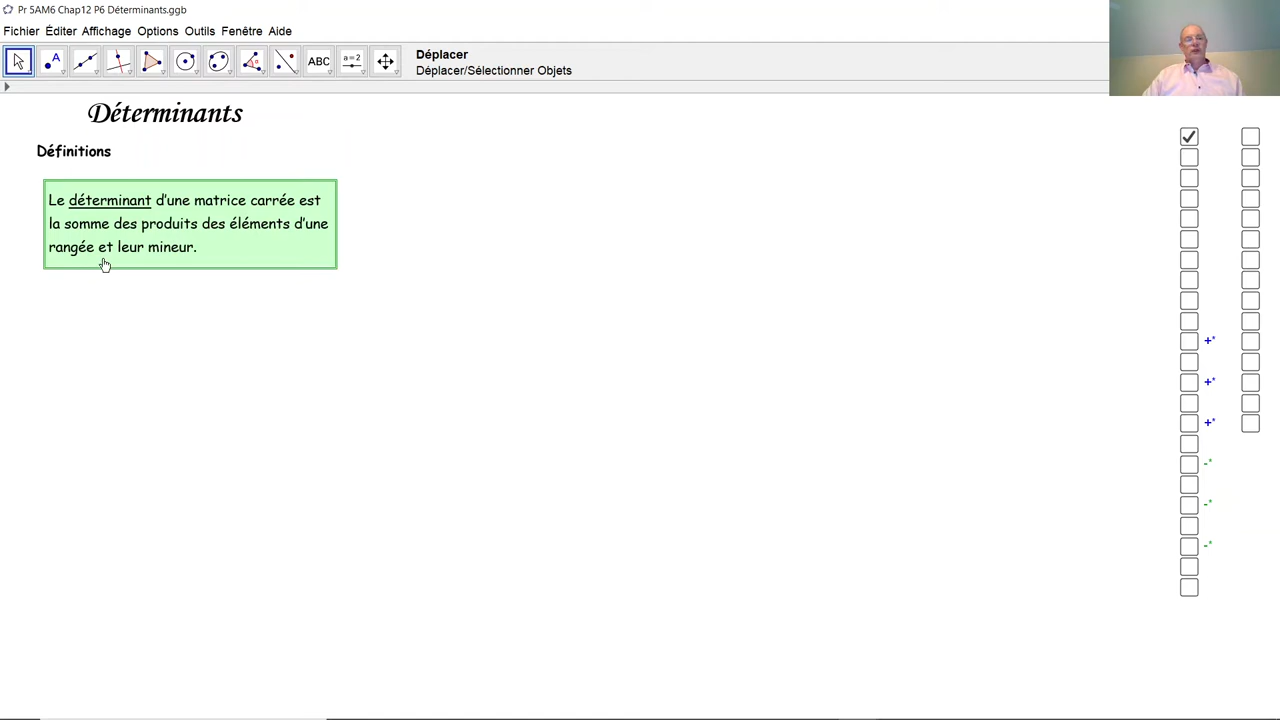 Pr 5AM6 Chap12 P6 Déterminants.ggb
Fichier Éditer Affichage Options Outils Fenêtre Aide
A
ABC
a=2
Déplacer
Déplacer/Sélectionner Objets
Déterminants
Définitions
Le déterminant d'une matrice carrée est
la somme des produits des éléments d'une
rangée et leur mineur.
+*
+*
+*
-*
-*
-*